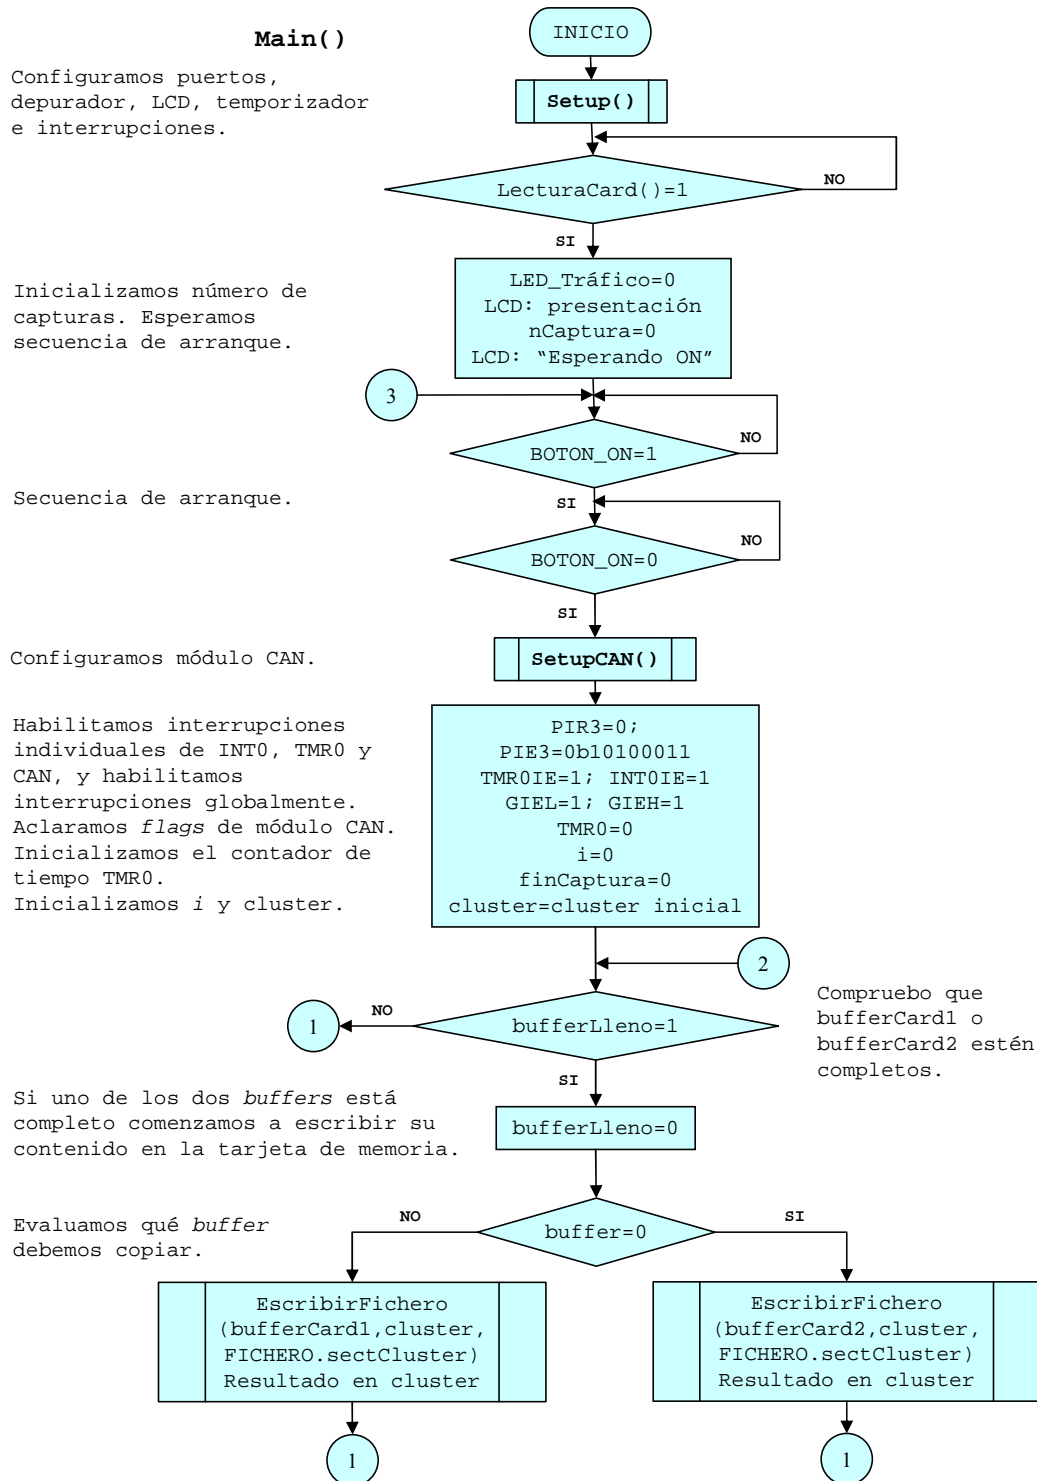 INICIO
Main()
Configuramos puertos,
depurador, LCD, temporizador
e interrupciones.
Setup()
LecturaCard()=1
NO
SI
Inicializamos número de
capturas. Esperamos
secuencia de arranque.
LED_Tráfico=0
LCD: presentación
nCaptura=0
LCD: “Esperando ON”
3
BOTON_ON=1
NO
SI
Secuencia de arranque.
BOTON_ON=0
NO
SI
Configuramos módulo CAN.
SetupCAN()
Habilitamos interrupciones
individuales de INT0, TMR0 y
CAN, y habilitamos
interrupciones globalmente.
Aclaramos flags de módulo CAN.
Inicializamos el contador de
tiempo TMR0.
Inicializamos i y cluster.
PIR3=0;
PIE3=0b10100011
TMR0IE=1; INT0IE=1
GIEL=1; GIEH=1
TMR0=0
i=0
finCaptura=0
cluster=cluster inicial
2
Compruebo que
bufferCard1 o
bufferCard2 estén
completos.
1
NO
bufferLleno=1
SI
Si uno de los dos buffers está
completo comenzamos a escribir su
contenido en la tarjeta de memoria.
bufferLleno=0
Evaluamos qué buffer
debemos copiar.
NO
buffer=0
SI
EscribirFichero
(bufferCard1,cluster,
FICHERO.sectCluster)
Resultado en cluster
EscribirFichero
(bufferCard2,cluster,
FICHERO.sectCluster)
Resultado en cluster
1
1